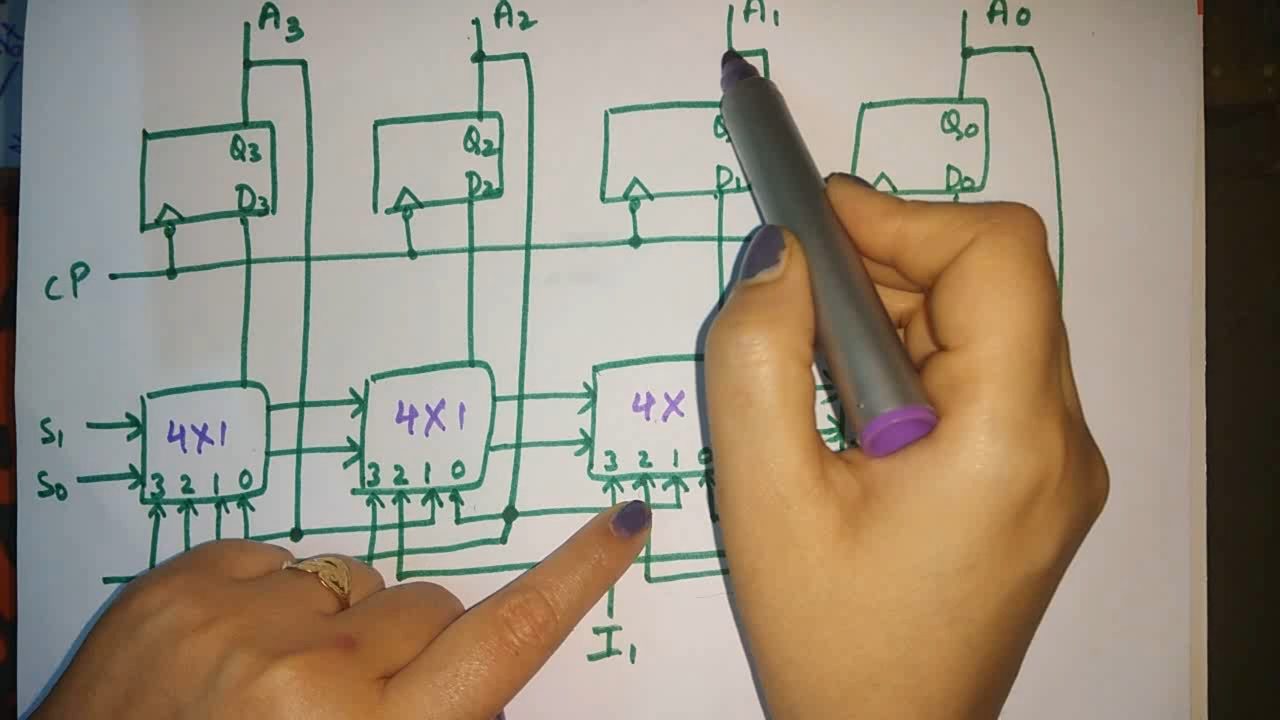 A3 A2 A1 A0
Q3 Q2 Q Q0
D3 D2 D1 D0
CP
S1 4X1 4X1 4X
S0
3 2 1 0 3 2 1 0 3 2 1 0
I1